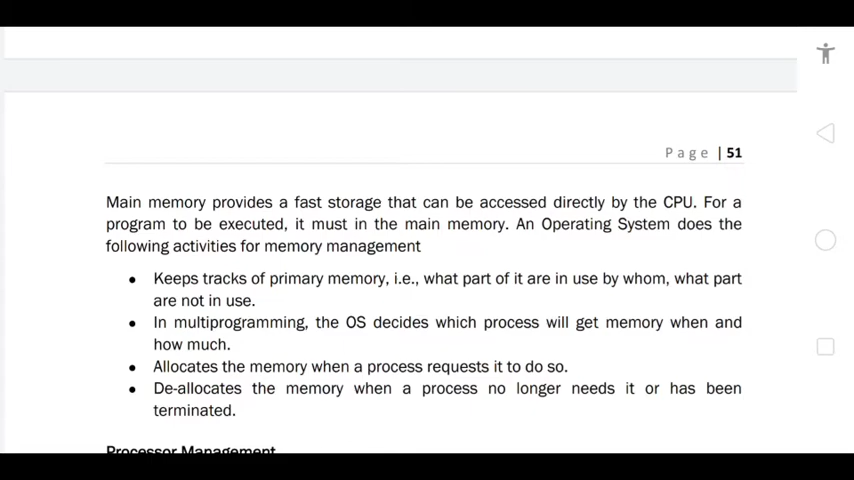 Page | 51
Main memory provides a fast storage that can be accessed directly by the CPU. For a
program to be executed, it must in the main memory. An Operating System does the
following activities for memory management
• Keeps tracks of primary memory, i.e., what part of it are in use by whom, what part
are not in use.
• In multiprogramming, the OS decides which process will get memory when and
how much.
• Allocates the memory when a process requests it to do so.
• De-allocates the memory when a process no longer needs it or has been
terminated.
Processor Management